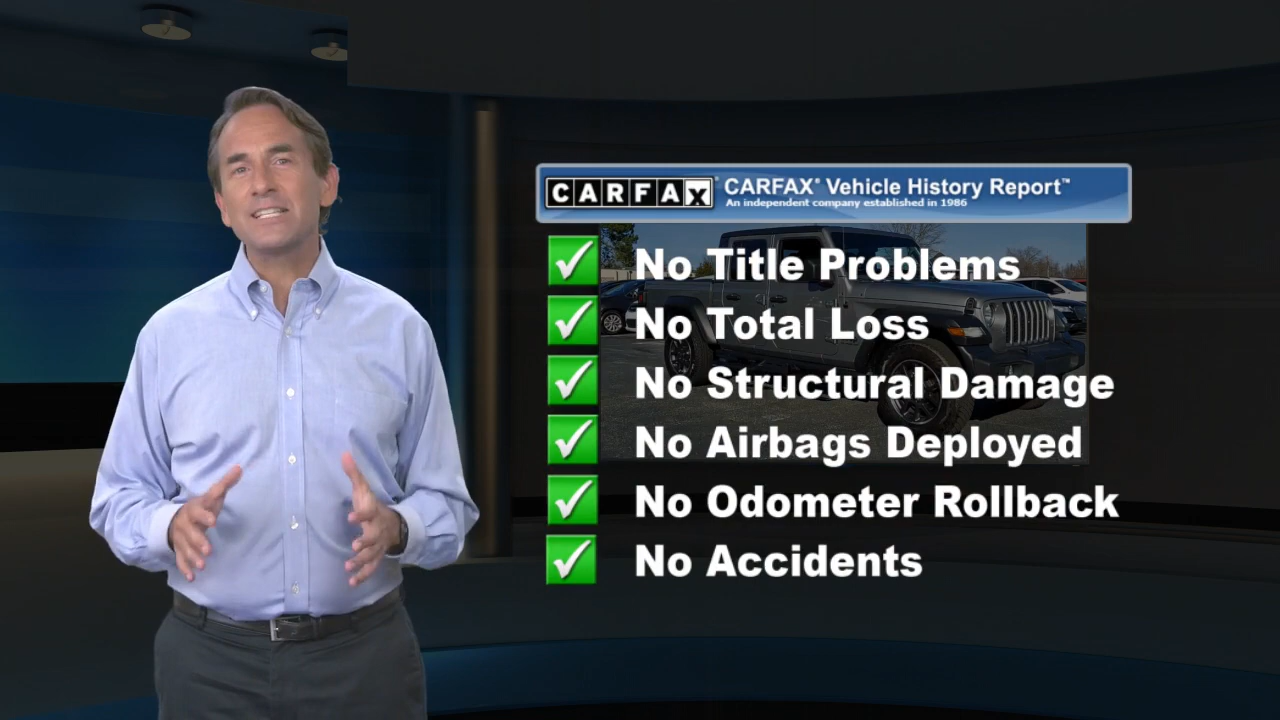 CARFAX® CARFAX® Vehicle History Report™
An independent company established in 1986
No Title Problems
No Total Loss
No Structural Damage
No Airbags Deployed
No Odometer Rollback
No Accidents